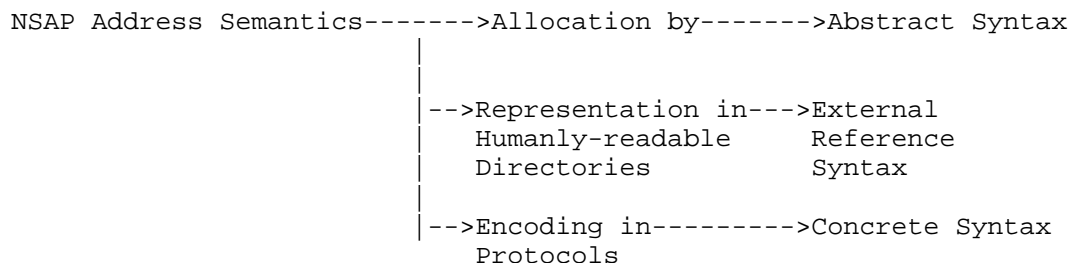 NSAP Address Semantics------->Allocation by------->Abstract Syntax
|
|
|-->Representation in--->External
| Humanly-readable Reference
| Directories Syntax
|
|-->Encoding in--------->Concrete Syntax
Protocols